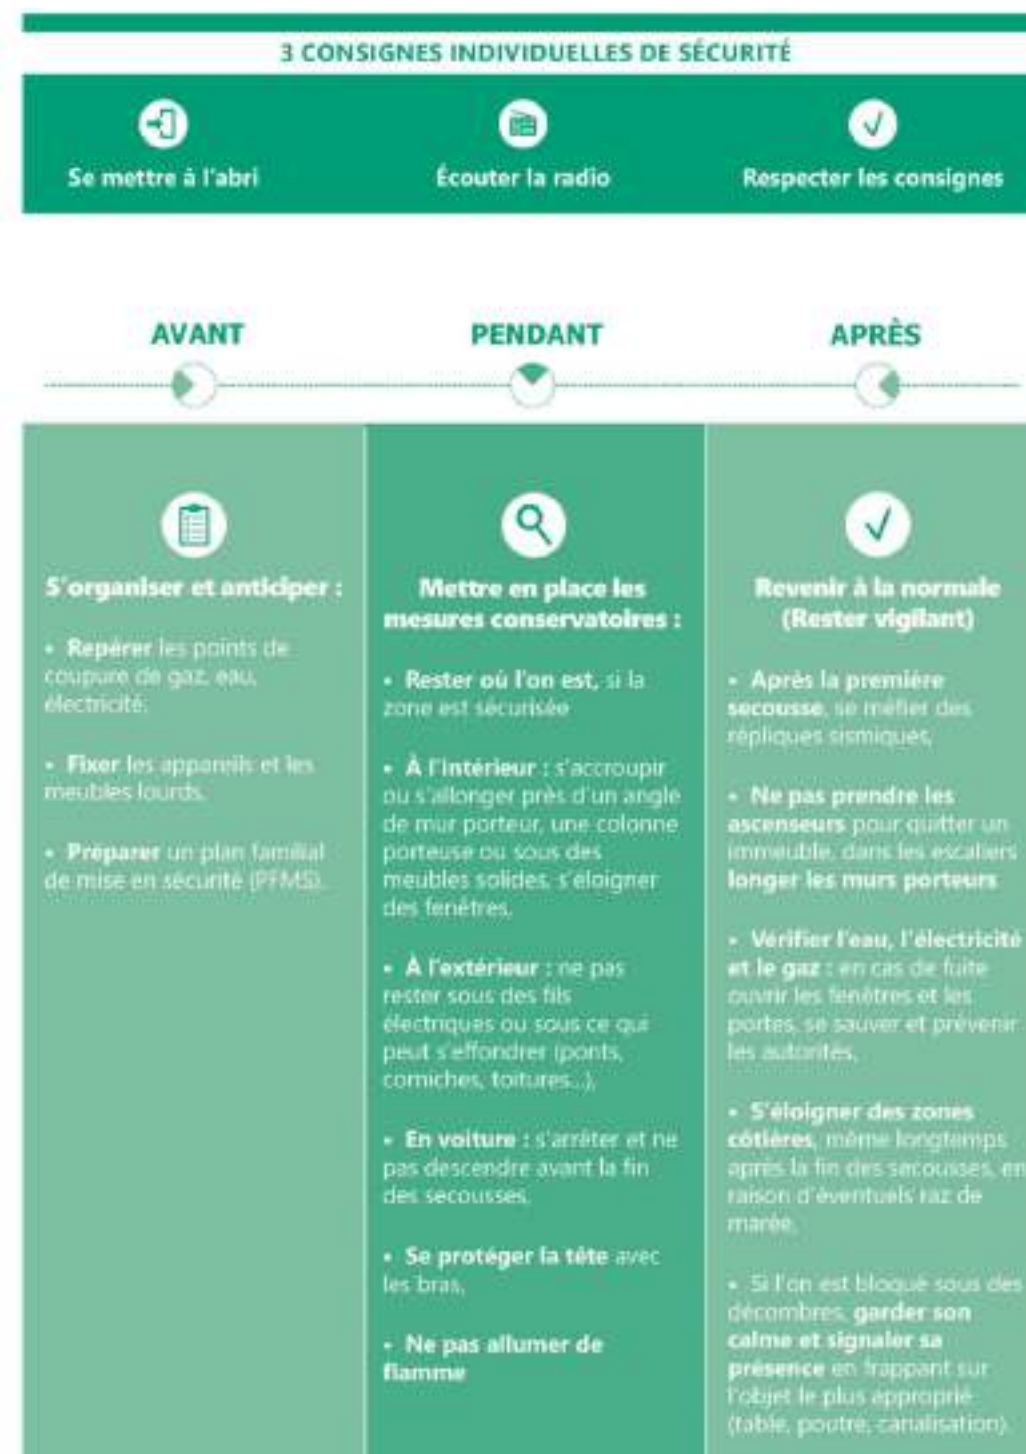 3 CONSIGNES INDIVIDUELLES DE SÉCURITÉ
Se mettre à l'abri
Écouter la radio
Respecter les consignes
AVANT
PENDANT
APRÈS
S'organiser et anticiper :
• Repérer les points de
coupure de gaz, eau,
électricité,
• Fixer les appareils et les
meubles lourds,
• Préparer un plan familial
de mise en sécurité (PFMS).
Mettre en place les
mesures conservatoires :
• Rester où l'on est, si la
zone est sécurisée
• À l'intérieur : s'accroupir
ou s'allonger près d'un angle
de mur porteur, une colonne
porteuse ou sous des
meubles solides, s'éloigner
des fenêtres,
• À l'extérieur : ne pas
rester sous des fils
électriques ou sous ce qui
peut s'effondrer (ponts,
corniches, toitures...),
• En voiture : s'arrêter et ne
pas descendre avant la fin
des secousses,
• Se protéger la tête avec
les bras,
• Ne pas allumer de
flamme
Revenir à la normale
(Rester vigilant)
• Après la première
secousse, se méfier des
répliques sismiques,
• Ne pas prendre les
ascenseurs pour quitter un
immeuble, dans les escaliers
longer les murs porteurs
• Vérifier l'eau, l'électricité
et le gaz : en cas de fuite
ouvrir les fenêtres et les
portes, se sauver et prévenir
les autorités,
• S'éloigner des zones
côtières, même longtemps
après la fin des secousses, en
raison d'éventuels raz de
marée,
• Si l'on est bloqué sous des
décombres, garder son
calme et signaler sa
présence en frappant sur
l'objet le plus approprié
(table, poutre, canalisation).